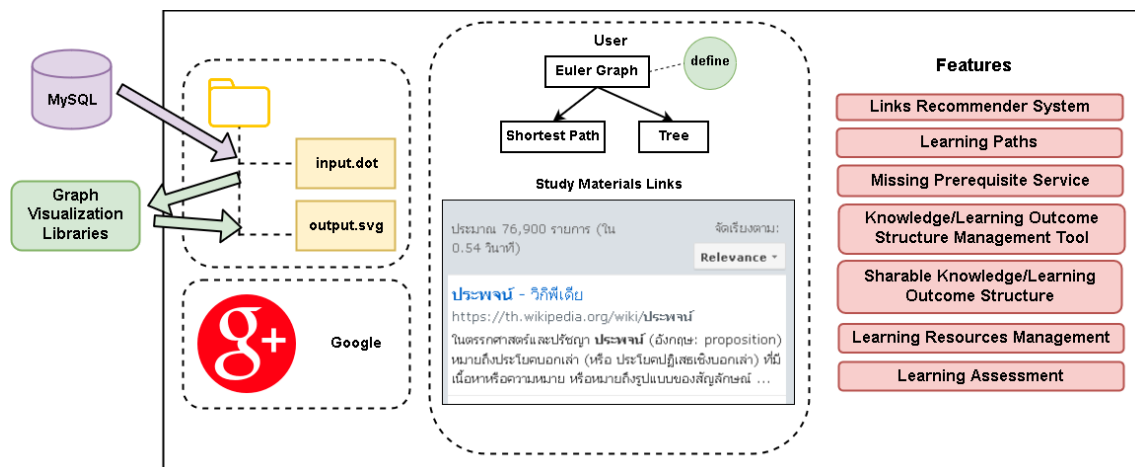 MySQL
Graph
Visualization
Libraries
input.dot
output.svg
g+
Google
User
Euler Graph
define
Shortest Path
Tree
Study Materials Links
ประมาณ 76,900 รายการ (ใน
0.54 วินาที)
จัดเรียงตาม:
Relevance
ประพจน์ - วิกิพีเดีย
https://th.wikipedia.org/wiki/ประพจน์
ในตรรกศาสตร์และปรัชญา ประพจน์ (อังกฤษ: proposition)
หมายถึงประโยคบอกเล่า (หรือ ประโยคปฏิเสธเชิงบอกเล่า) ที่มี
เนื้อหาหรือความหมาย หรือหมายถึงรูปแบบของสัญลักษณ์ ...
Features
Links Recommender System
Learning Paths
Missing Prerequisite Service
Knowledge/Learning Outcome
Structure Management Tool
Sharable Knowledge/Learning
Outcome Structure
Learning Resources Management
Learning Assessment